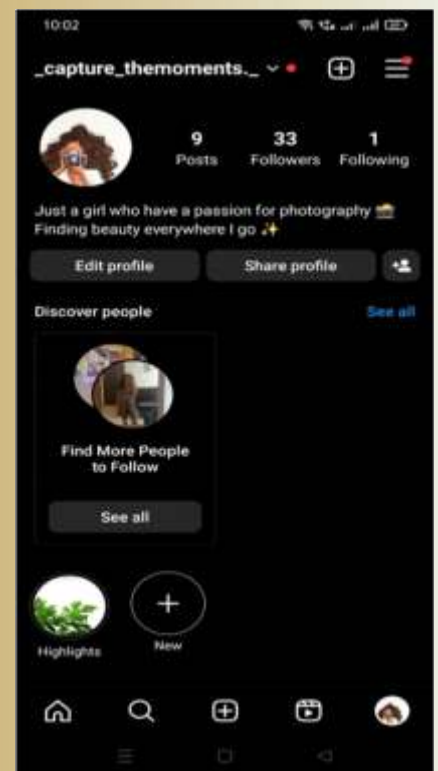 10:02
_capture_themoments._
9 33 1
Posts Followers Following
Just a girl who have a passion for photography 📸
Finding beauty everywhere I go ✨
Edit profile Share profile
Discover people See all
Find More People
to Follow
See all
Highlights New